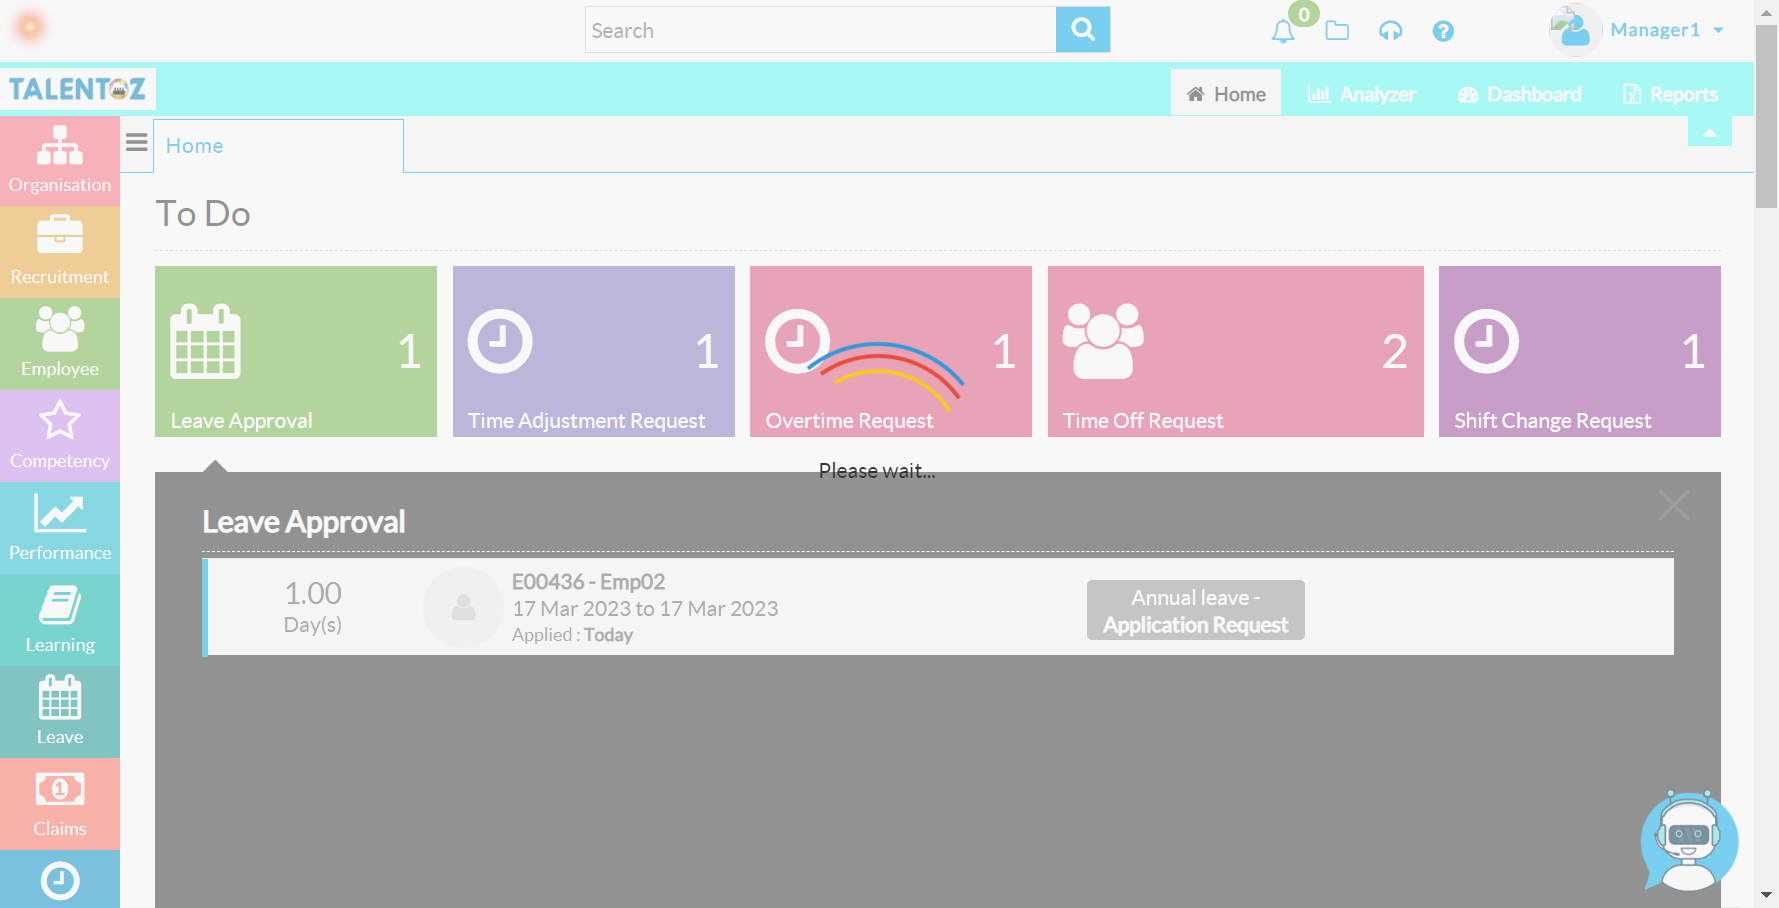 Search
0
Manager1
TALENTOZ
Home
Analyzer
Dashboard
Reports
Organisation
Recruitment
Employee
Competency
Performance
Learning
Leave
1
Claims
Home
To Do
1
Leave Approval
1
Time Adjustment Request
1
Overtime Request
2
Time Off Request
1
Shift Change Request
Please wait...
Leave Approval
1.00
Day(s)
E00436 - Emp02
17 Mar 2023 to 17 Mar 2023
Applied : Today
Annual leave -
Application Request